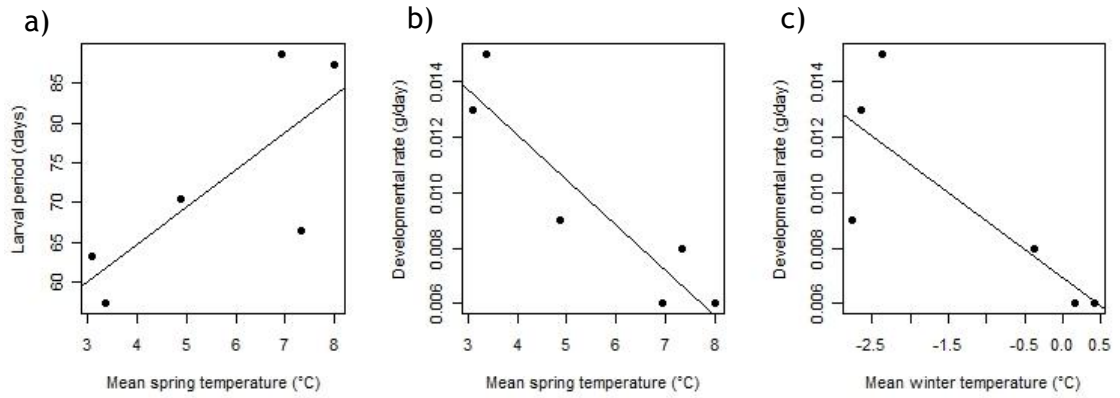 a)
Larval period (days)
85
80
75
70
65
60
3 4 5 6 7 8
Mean spring temperature (°C)
b)
Developmental rate (g/day)
0.014
0.012
0.010
0.008
0.006
3 4 5 6 7 8
Mean spring temperature (°C)
c)
Developmental rate (g/day)
0.014
0.012
0.010
0.008
0.006
-2.5 -1.5 -0.5 0.0 0.5
Mean winter temperature (°C)